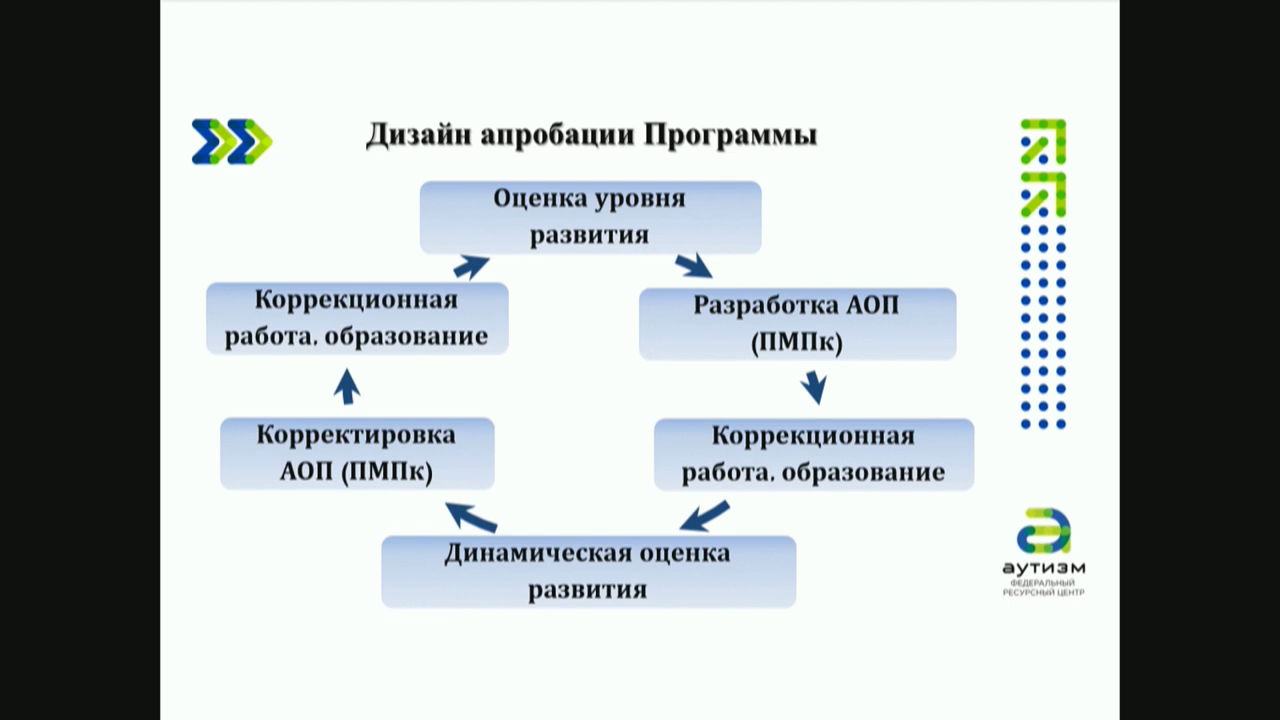 Дизайн апробации Программы
Оценка уровня
развития
Разработка АОП
(ПМПк)
Коррекционная
работа, образование
Динамическая оценка
развития
Корректировка
АОП (ПМПк)
Коррекционная
работа, образование
аутизм
ФЕДЕРАЛЬНЫЙ
РЕСУРСНЫЙ ЦЕНТР